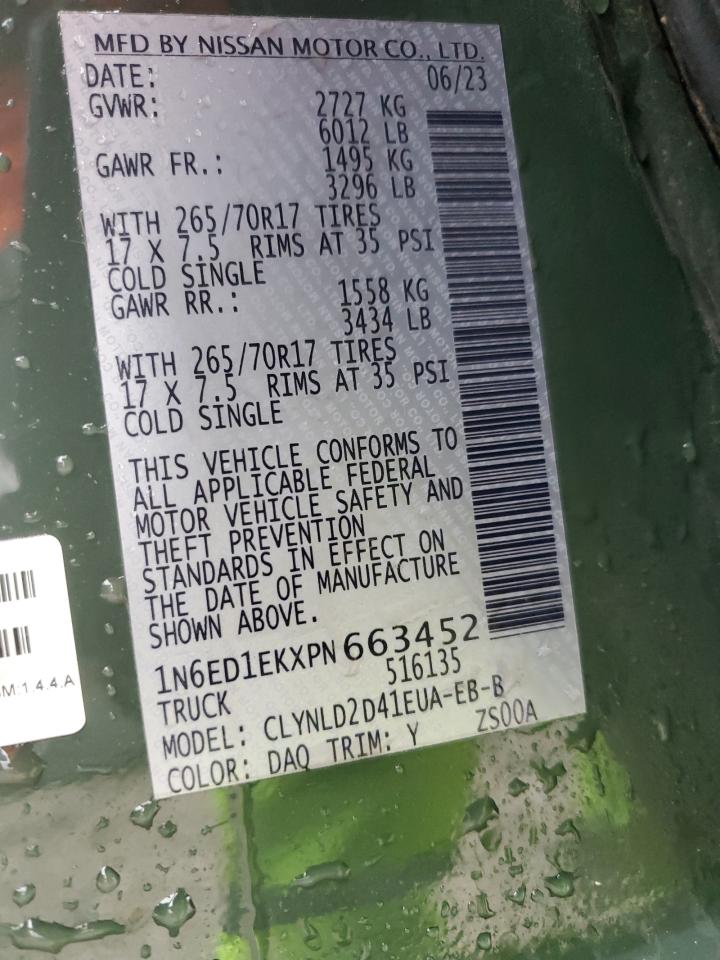 MFD BY NISSAN MOTOR CO., LTD.
DATE: 06/23
GVWR: 2727 KG
6012 LB
GAWR FR.: 1495 KG
3296 LB
WITH 265/70R17 TIRES
17 X 7.5 RIMS AT 35 PSI
COLD SINGLE
GAWR RR.: 1558 KG
3434 LB
WITH 265/70R17 TIRES
17 X 7.5 RIMS AT 35 PSI
COLD SINGLE
THIS VEHICLE CONFORMS TO
ALL APPLICABLE FEDERAL
MOTOR VEHICLE SAFETY AND
THEFT PREVENTION
STANDARDS IN EFFECT ON
THE DATE OF MANUFACTURE
SHOWN ABOVE.
1N6ED1EKXPN663452
TRUCK 516135
MODEL: CLYNLD2D41EUA-EB-B
COLOR: DAQ TRIM: Y ZS00A
M:1.4.4.A